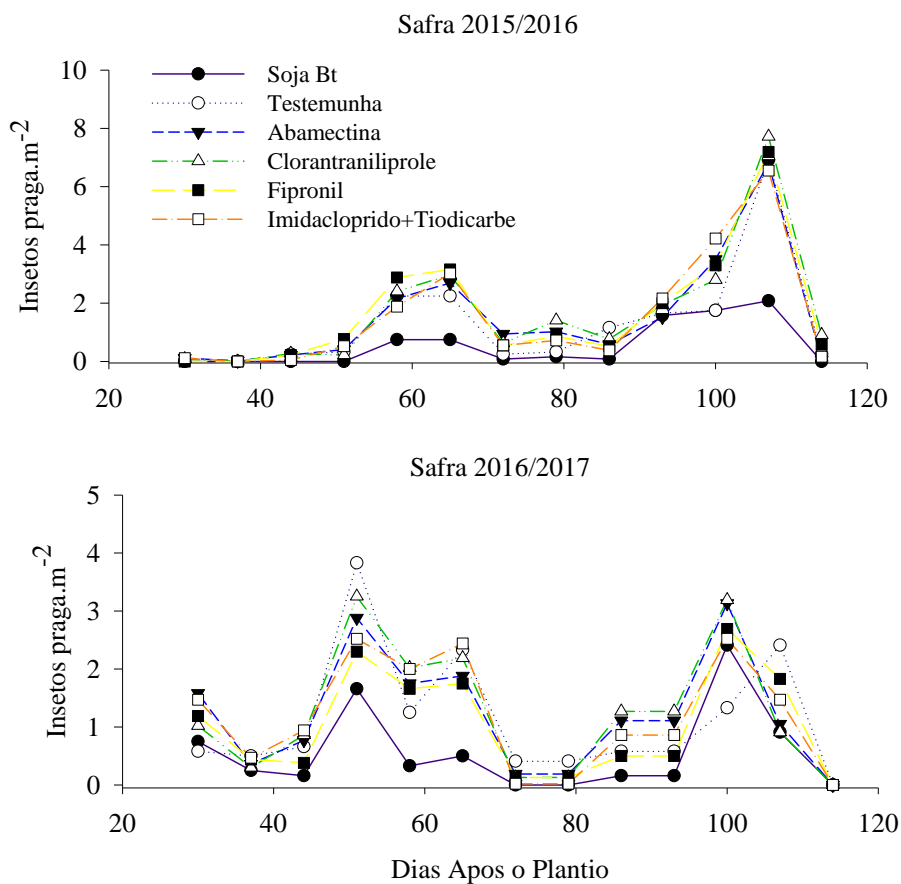 Safra 2015/2016
Insetos praga.m-2
10
8
6
4
2
0
Soja Bt
Testemunha
Abamectina
Clorantraniliprole
Fipronil
Imidacloprido+Tiodicarbe
20 40 60 80 100 120
Safra 2016/2017
Insetos praga.m-2
5
4
3
2
1
0
20 40 60 80 100 120
Dias Apos o Plantio